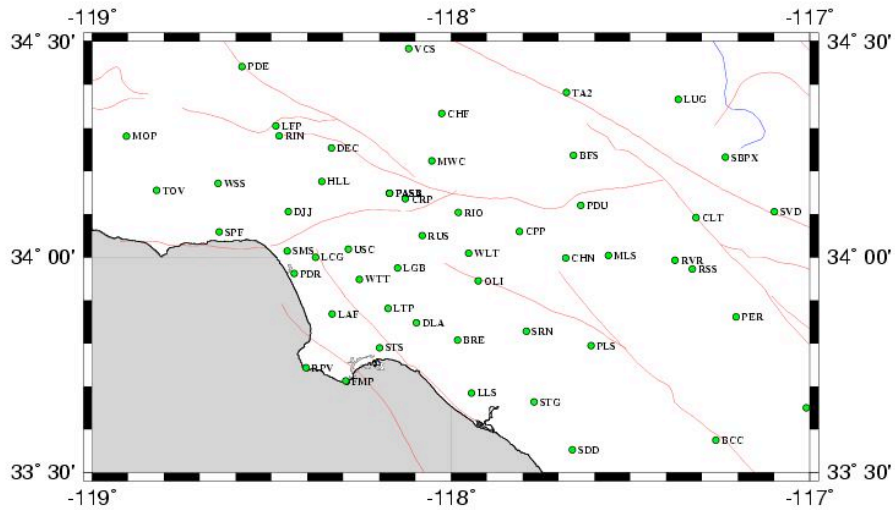 -119° -118° -117°
34° 30' 34° 30'
VCS
PDE
TA2
LUG
CHF
LFP
RIN
MOP
DEC
MWC
BFS
SBPX
HLL
WSS
TOV
CRP
PDU
DJJ
RIO
SVD
CLT
SPF
CPP
RUS
SMS
USC
LCG
34° 00' 34° 00'
WLT
CHN
MLS
RVR
RSS
LGB
PDR
WTT
OLI
LTP
LAF
DLA
PER
SRN
BRE
STS
PLS
RPV
FMP
LLS
STG
BCC
SDD
33° 30' 33° 30'
-119° -118° -117°